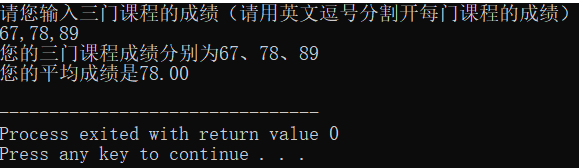 请您输入三门课程的成绩（请用英文逗号分割开每门课程的成绩）
67,78,89
您的三门课程成绩分别为67、78、89
您的平均成绩是78.00
--------------------------------
Process exited with return value 0
Press any key to continue . . .